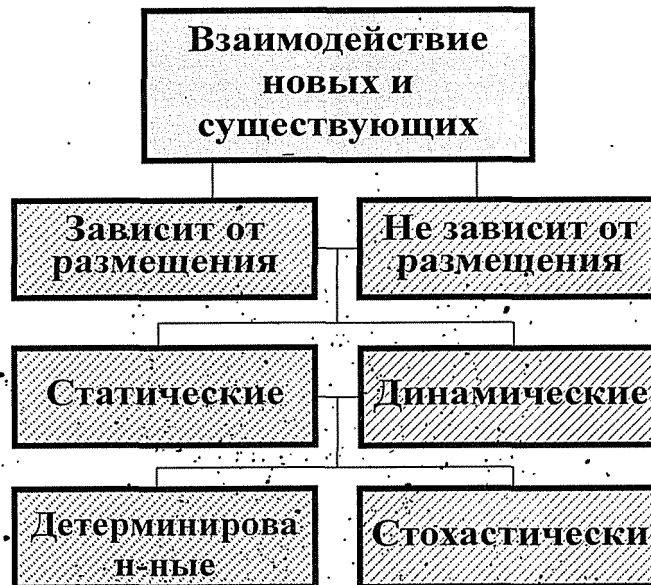 Взаимодействие
новых и
существующих
Зависит от
размещения
Не зависит от
размещения
Статические
Динамические
Детерминирова
н-ные
Стохастически